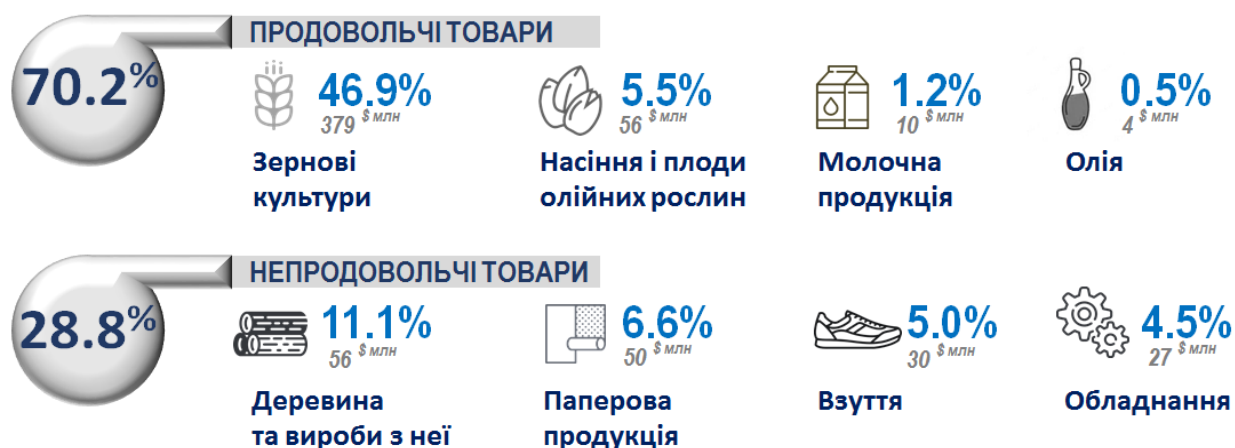 ПРОДОВОЛЬЧІ ТОВАРИ
70.2%
46.9%
379 $ млн
Зернові
культури
5.5%
56 $ млн
Насіння і плоди
олійних рослин
1.2%
10 $ млн
Молочна
продукція
0.5%
4 $ млн
Олія
НЕПРОДОВОЛЬЧІ ТОВАРИ
28.8%
11.1%
56 $ млн
Деревина
та вироби з неї
6.6%
50 $ млн
Паперова
продукція
5.0%
30 $ млн
Взуття
4.5%
27 $ млн
Обладнання